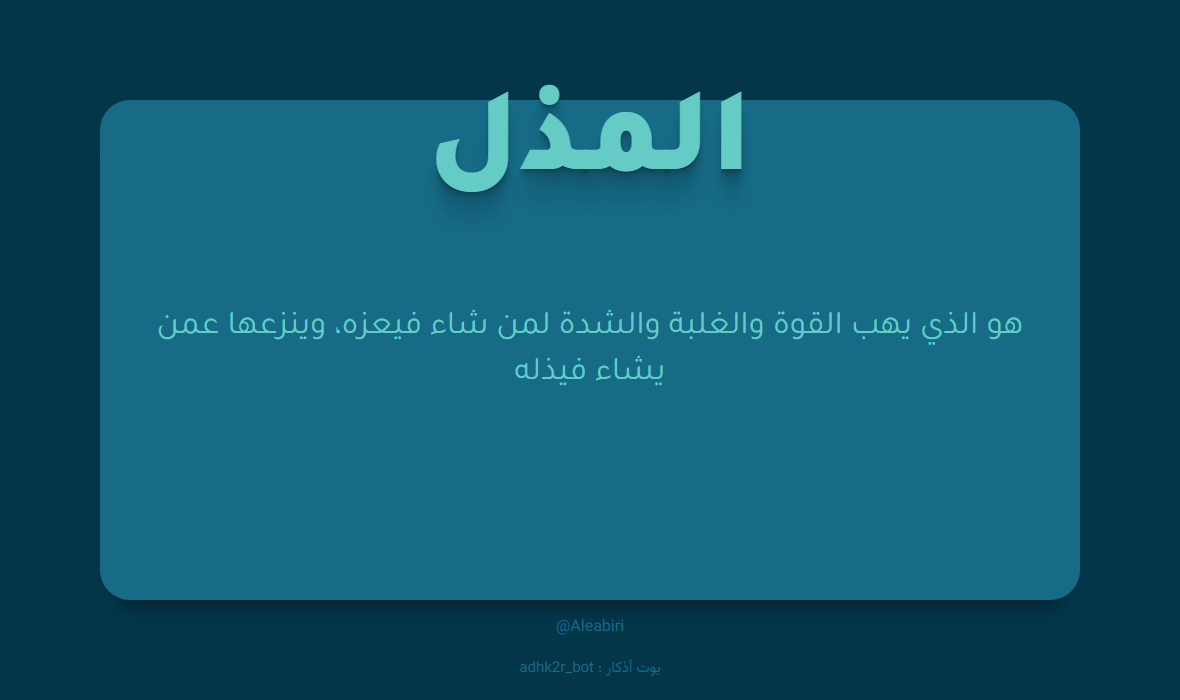 المذل
هو الذي يهب القوة والغلبة والشدة لمن شاء فيعزه، وينزعها عمن
يشاء فيذله
@Aleabiri
بوت أذكار : adhk2r_bot